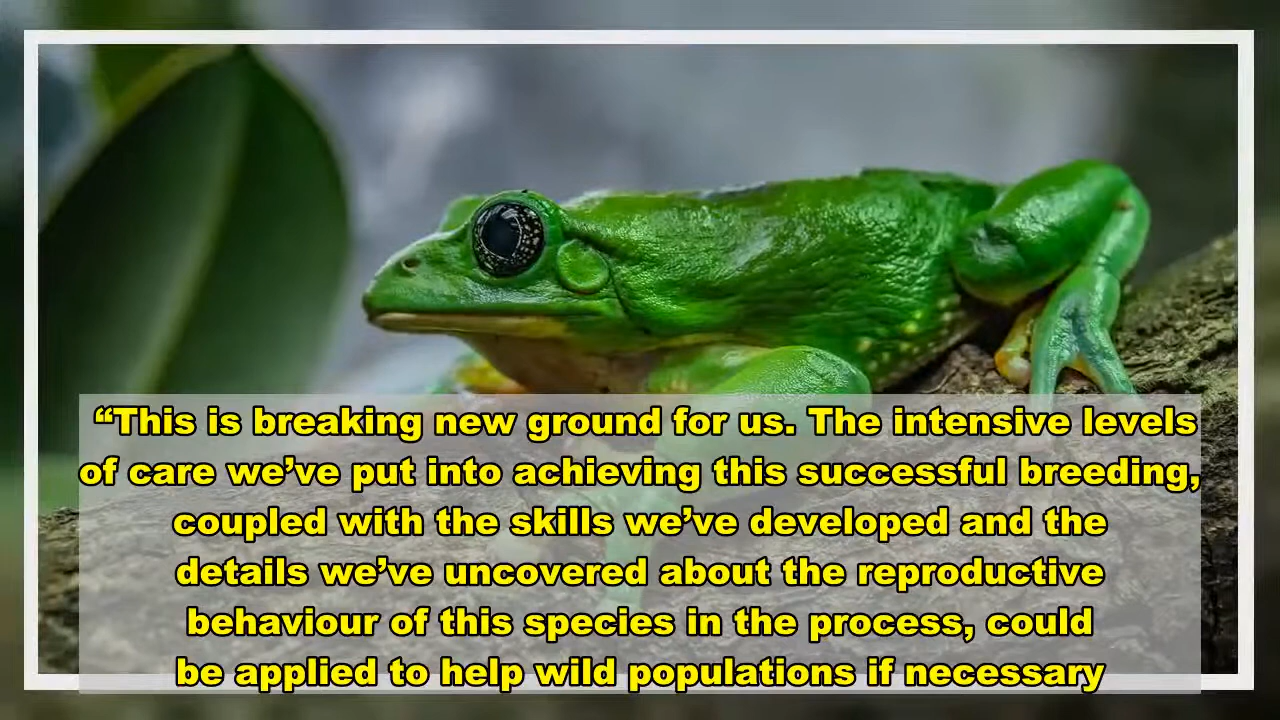 “This is breaking new ground for us. The intensive levels
of care we’ve put into achieving this successful breeding,
coupled with the skills we’ve developed and the
details we’ve uncovered about the reproductive
behaviour of this species in the process, could
be applied to help wild populations if necessary